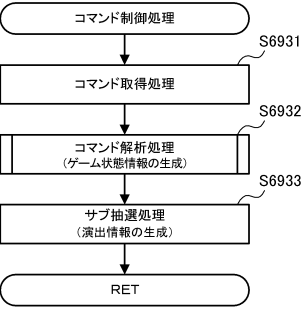 コマンド制御処理
S6931
コマンド取得処理
S6932
コマンド解析処理
(ゲーム状態情報の生成)
S6933
サブ抽選処理
(演出情報の生成)
RET